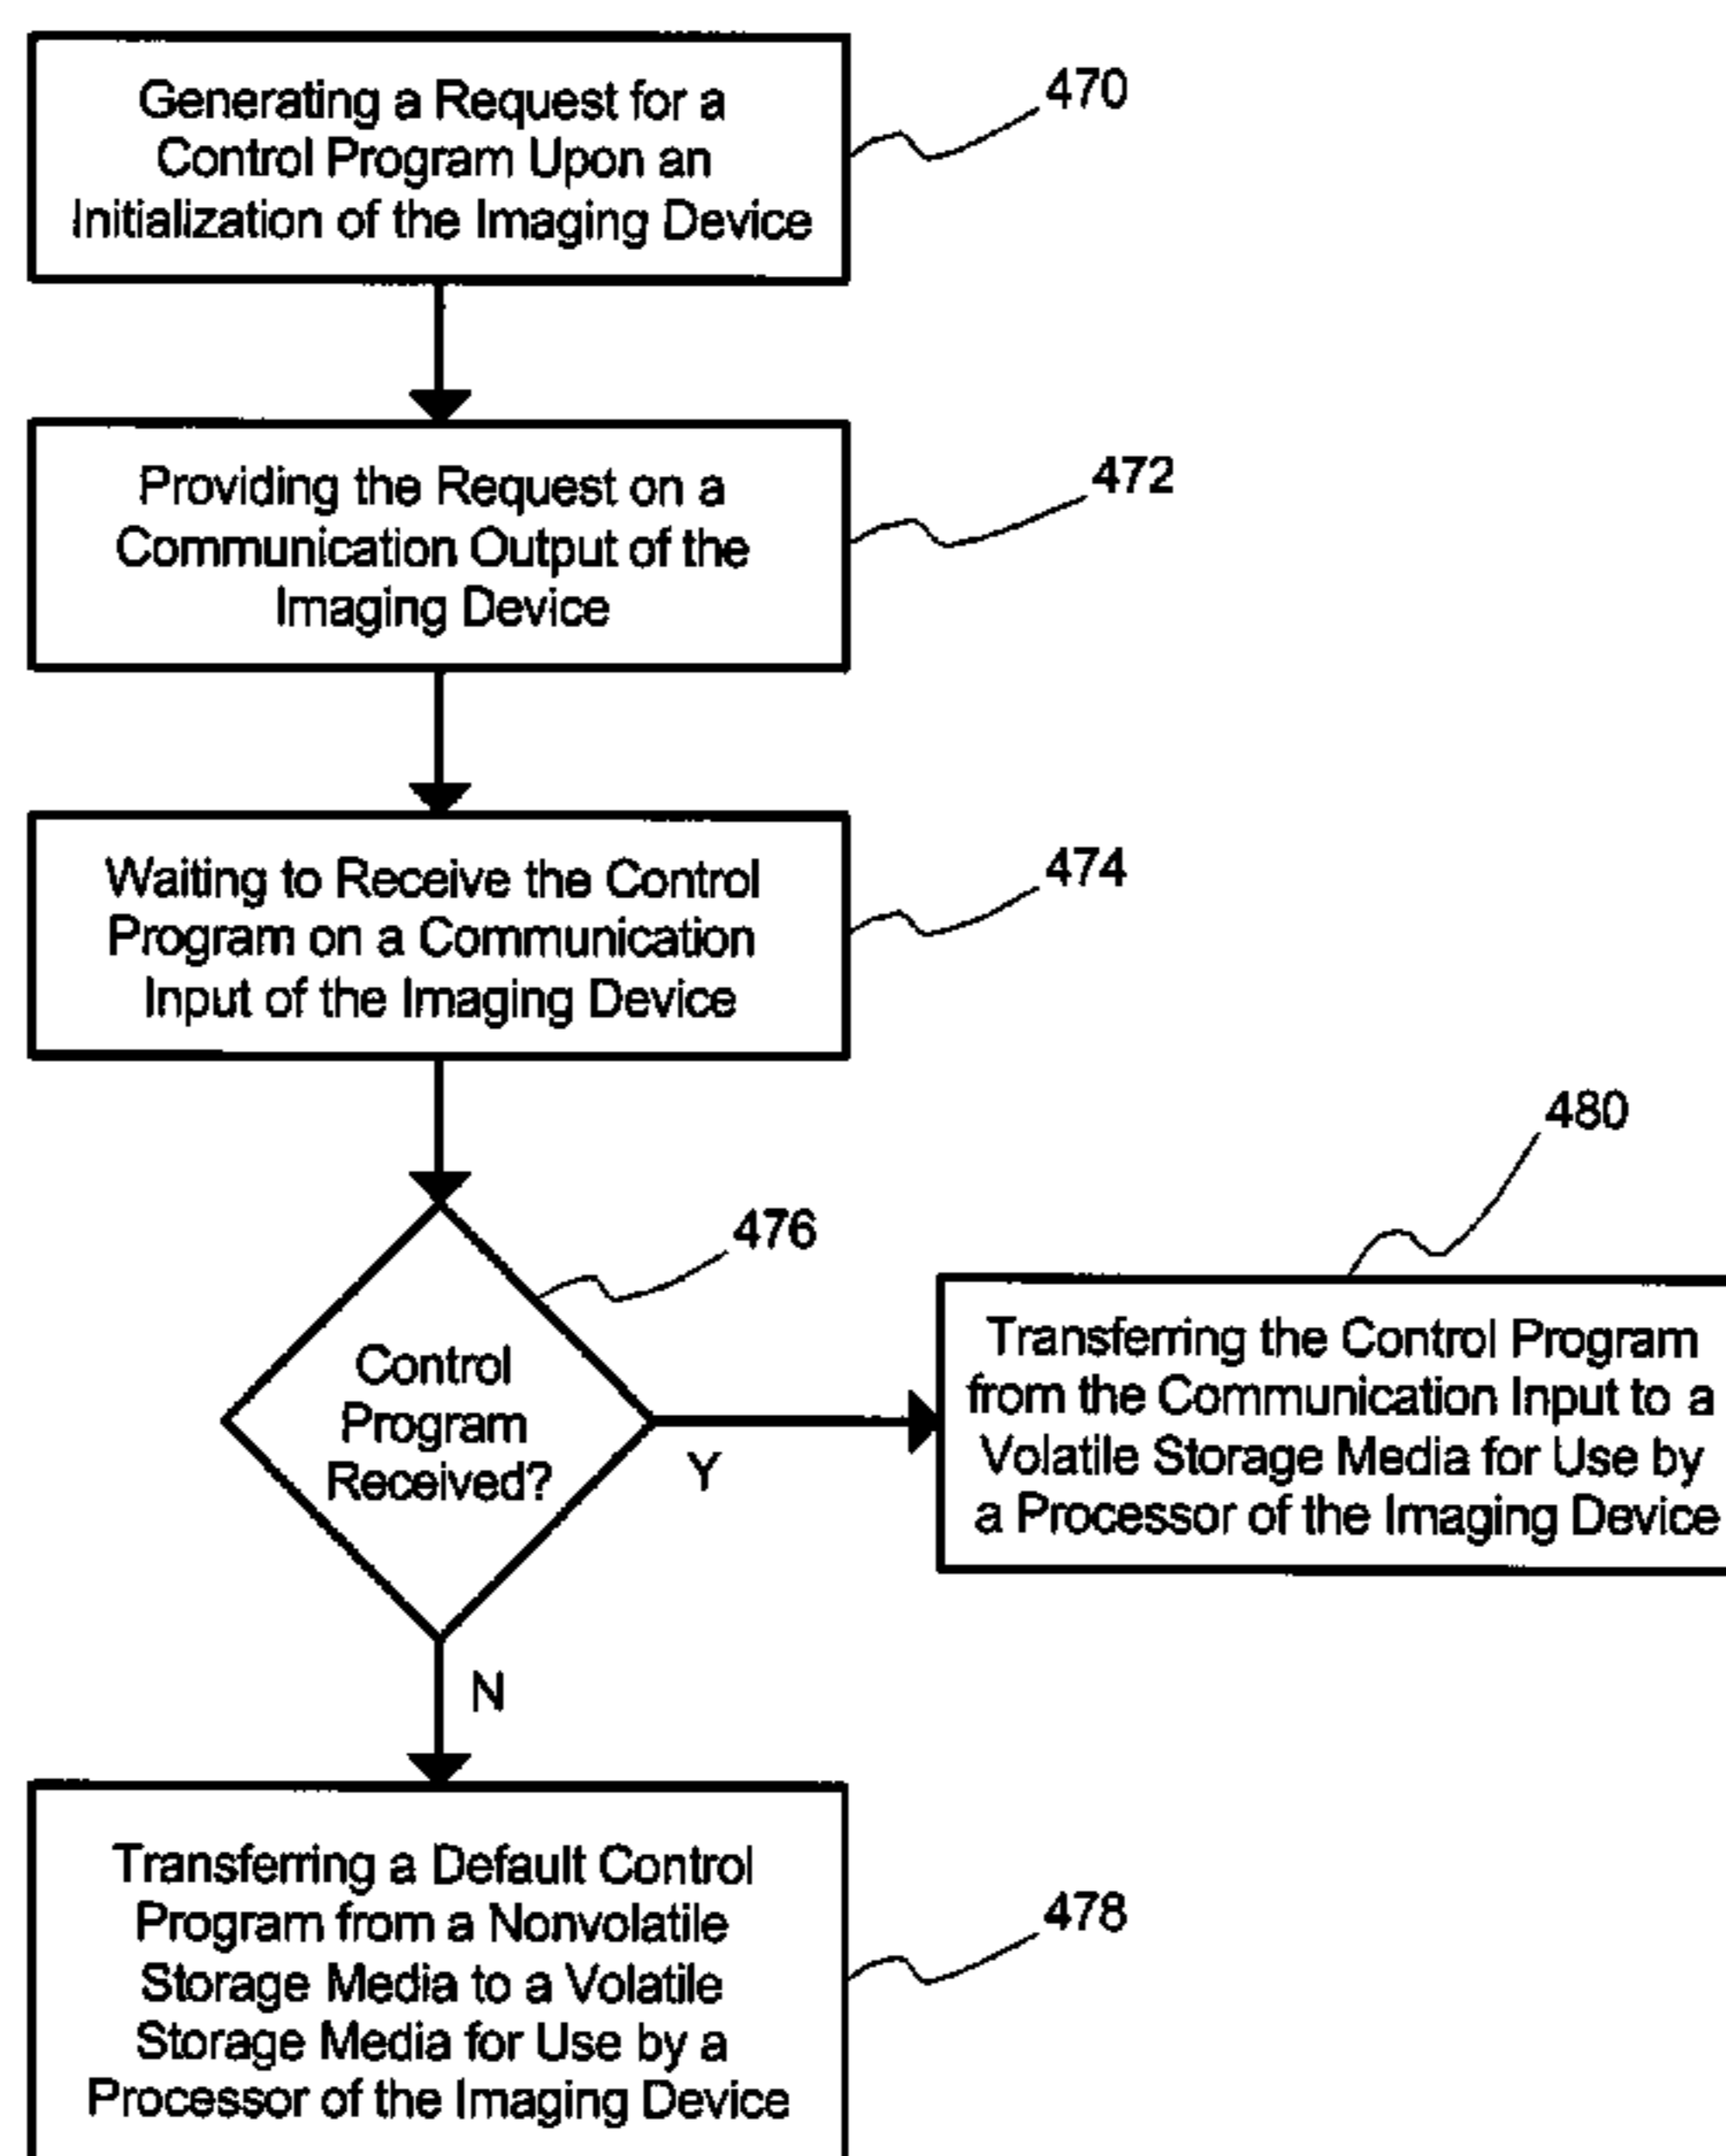 Generating a Request for a
Control Program Upon an
Initialization of the Imaging Device
470
Providing the Request on a
Communication Output of the
Imaging Device
472
Waiting to Receive the Control
Program on a Communication
Input of the Imaging Device
474
Control
Program
Received?
476
Y
480
Transferring the Control Program
from the Communication Input to a
Volatile Storage Media for Use by
a Processor of the Imaging Device
N
Transferring a Default Control
Program from a Nonvolatile
Storage Media to a Volatile
Storage Media for Use by a
Processor of the Imaging Device
478